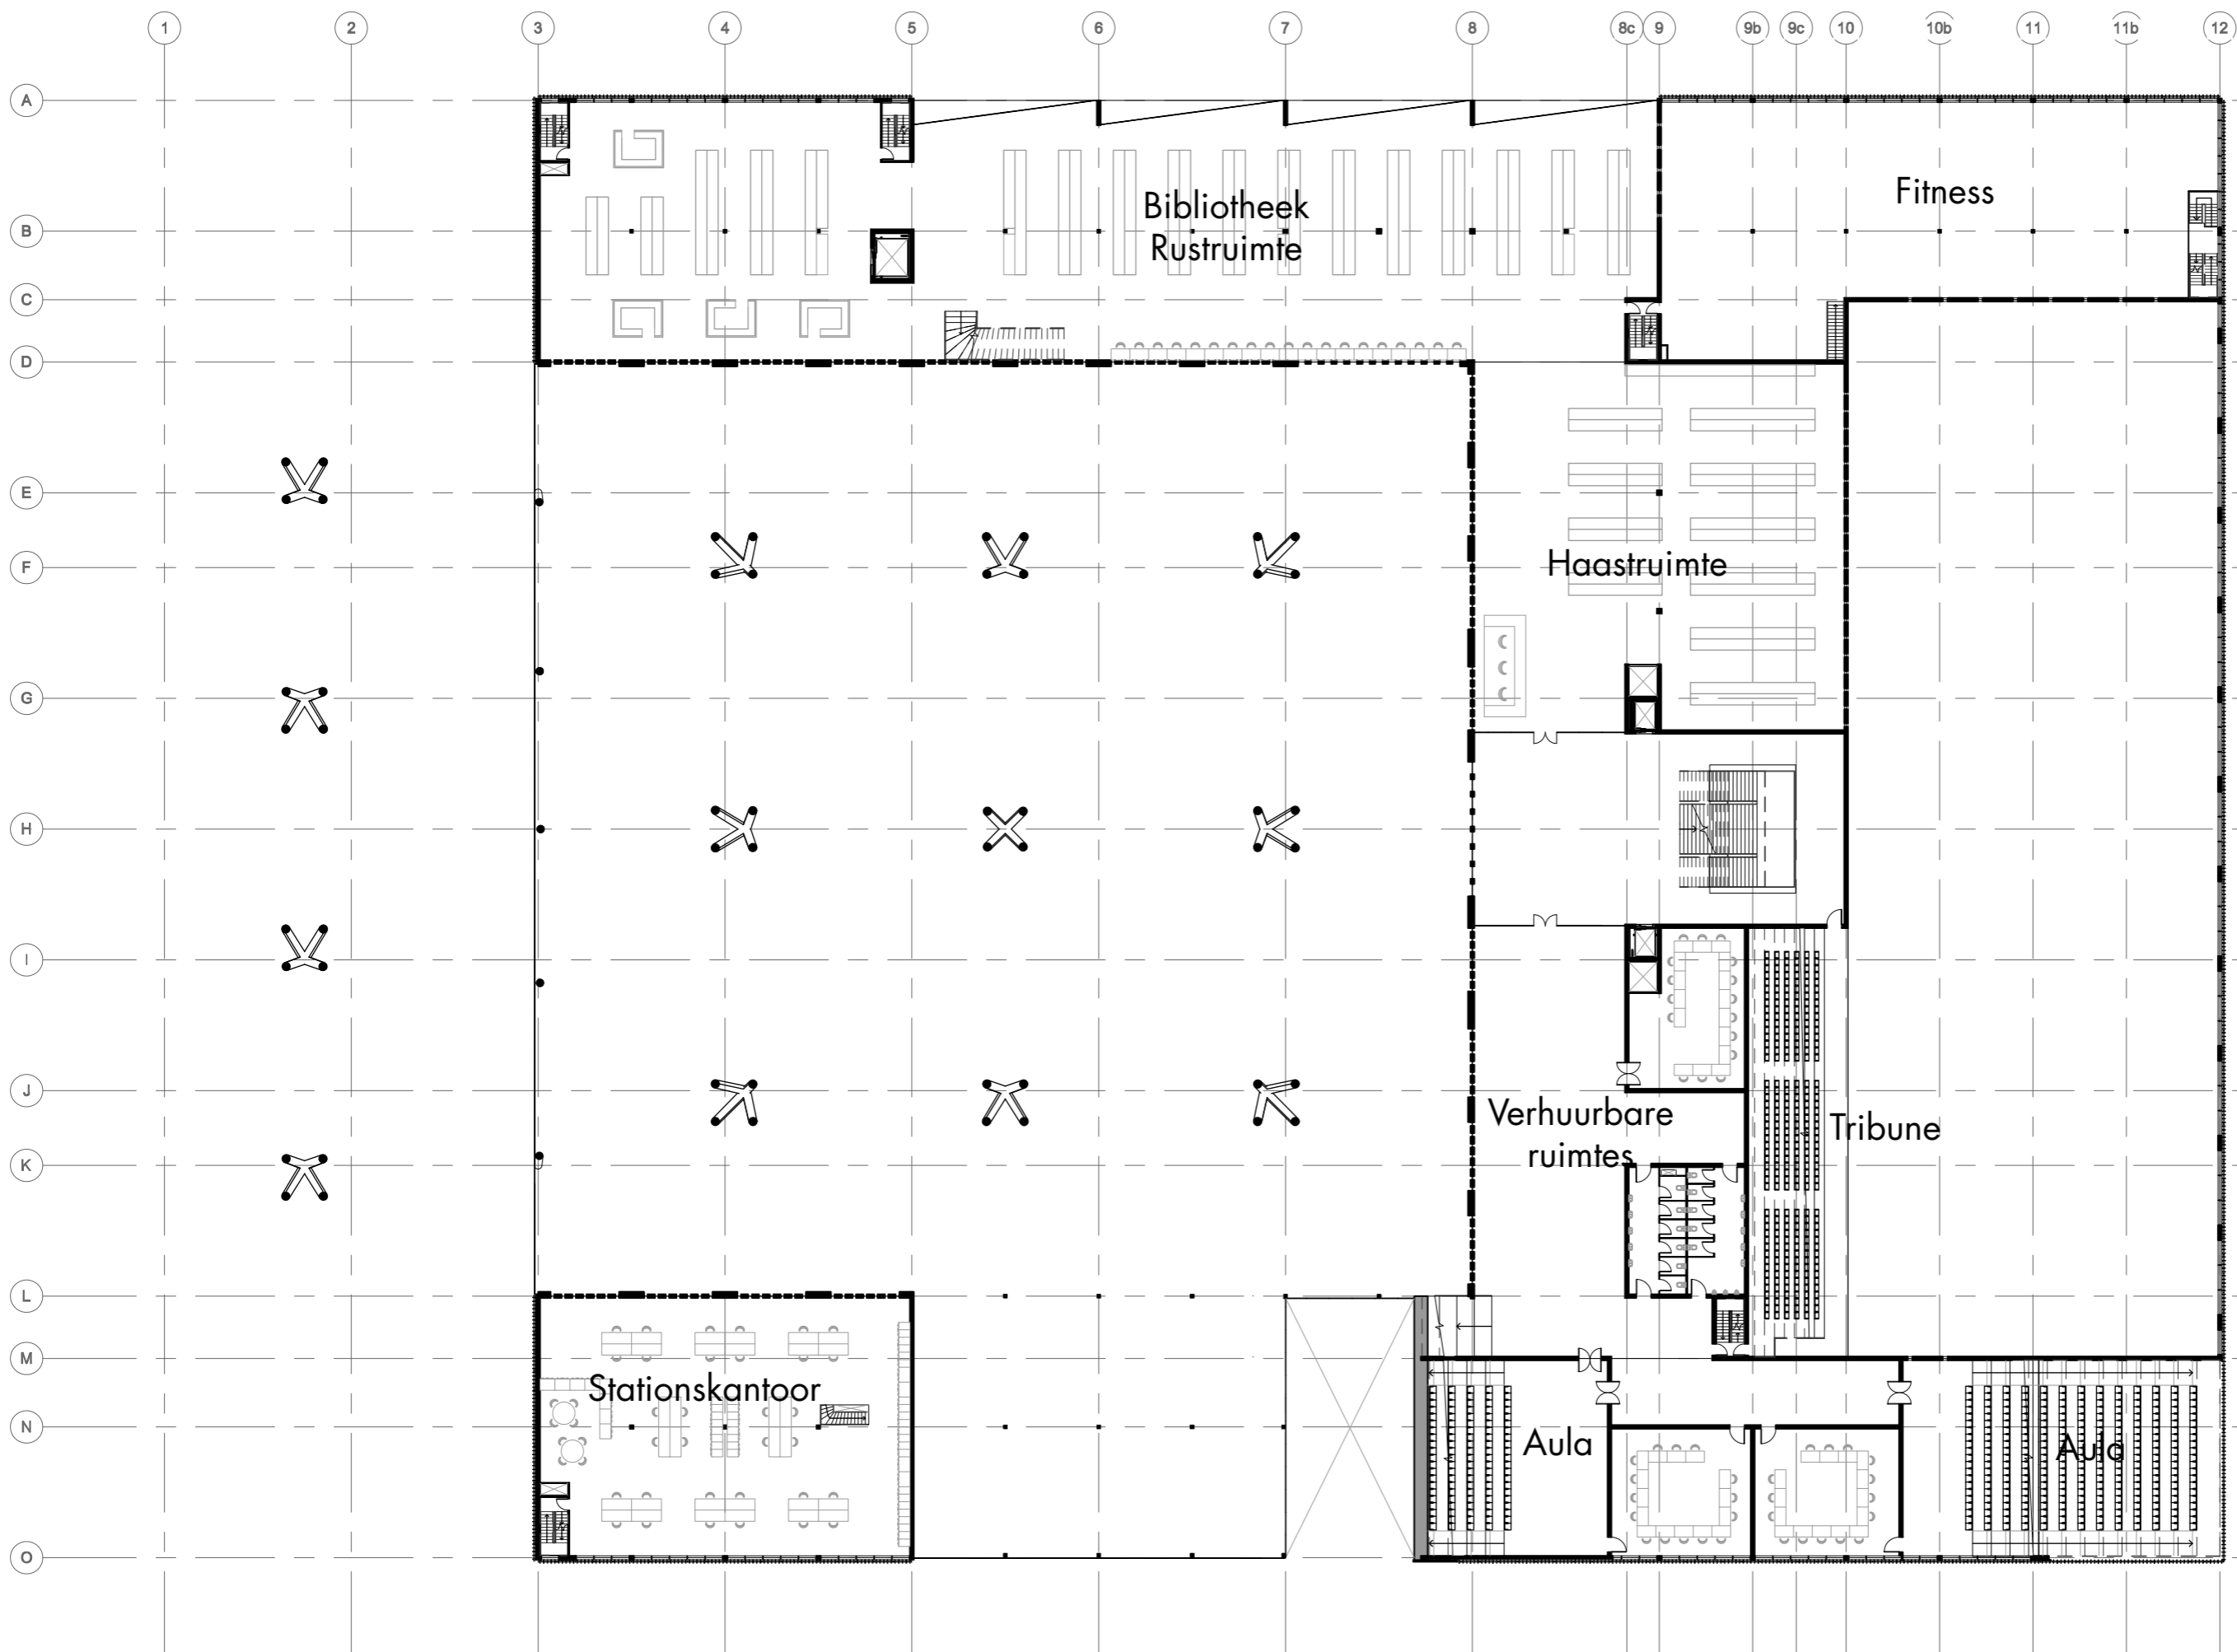 1 2 3 4 5 6 7 8 8c 9 9b 9c 10 10b 11 11b 12
A
B
C
D
E
F
G
H
I
J
K
L
M
N
O
Bibliotheek
Rustruimte
Fitness
Haastruimte
Verhuurbare
ruimtes
Tribune
Stationskantoor
Aula
Aula